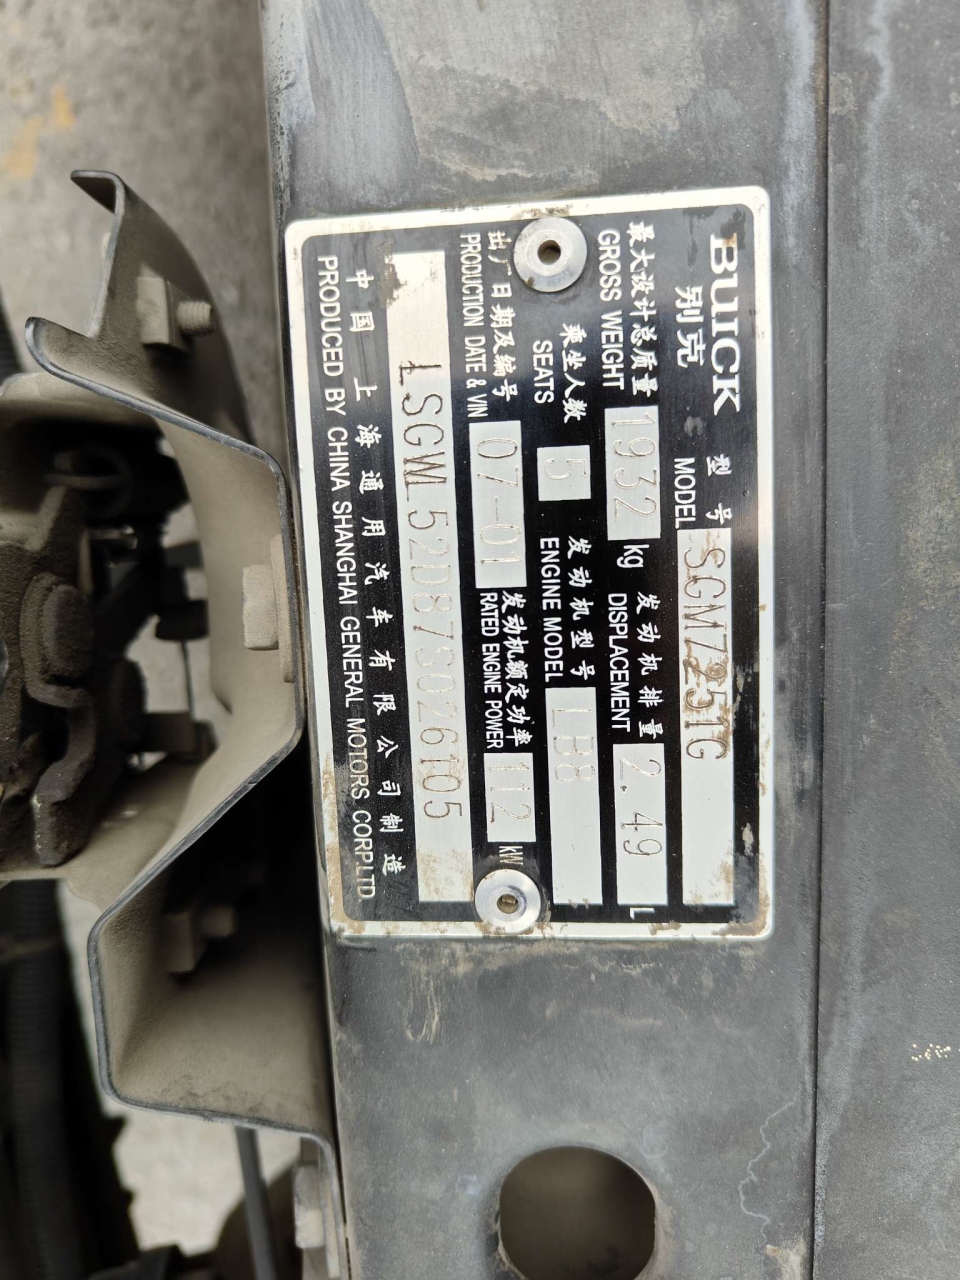 BUICK 别克 型号 MODEL SGM7251G
最大设计总质量 GROSS WEIGHT 1932 kg 发动机排量 DISPLACEMENT 2.49 L
乘坐人数 SEATS 5 发动机型号 ENGINE MODEL LB8
出厂日期及编号 PRODUCTION DATE & VIN 07-01 发动机额定功率 RATED ENGINE POWER 112 kW
LSGWL52D87S026105
中国上海通用汽车有限公司制造
PRODUCED BY CHINA SHANGHAI GENERAL MOTORS CORP.LTD.